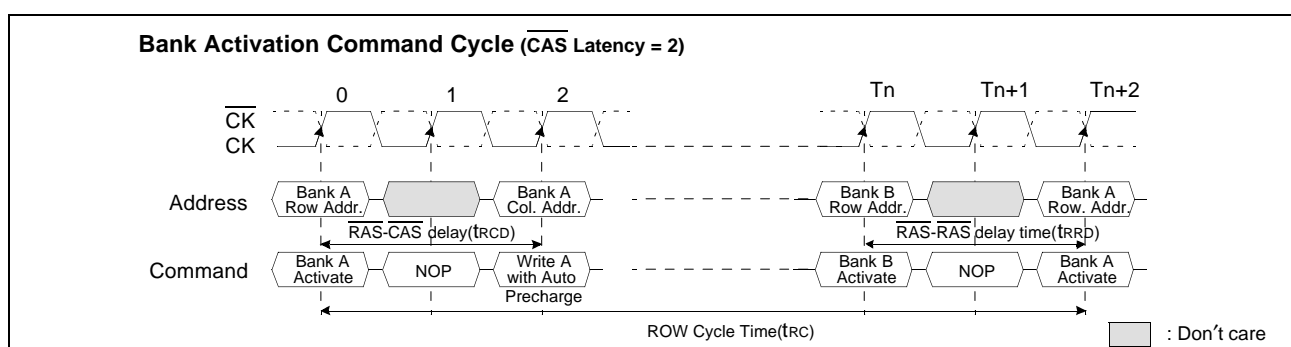 Bank Activation Command Cycle (CAS Latency = 2)
0 1 2 Tn Tn+1 Tn+2
CK
CK
Address
Bank A
Row Addr.
Bank A
Col. Addr.
Bank B
Row Addr.
Bank A
Row. Addr.
RAS-CAS delay(tRCD)
RAS-RAS delay time(tRRD)
Command
Bank A
Activate
NOP
Write A
with Auto
Precharge
Bank B
Activate
NOP
Bank A
Activate
ROW Cycle Time(tRC)
: Don′t care